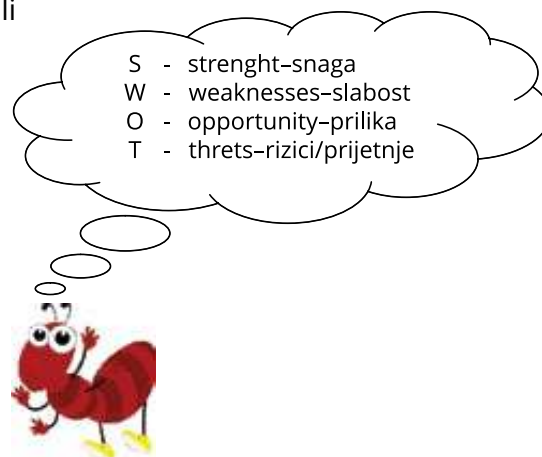 li
S - strenght–snaga
W - weaknesses–slabost
O - opportunity–prilika
T - threts–rizici/prijetnje